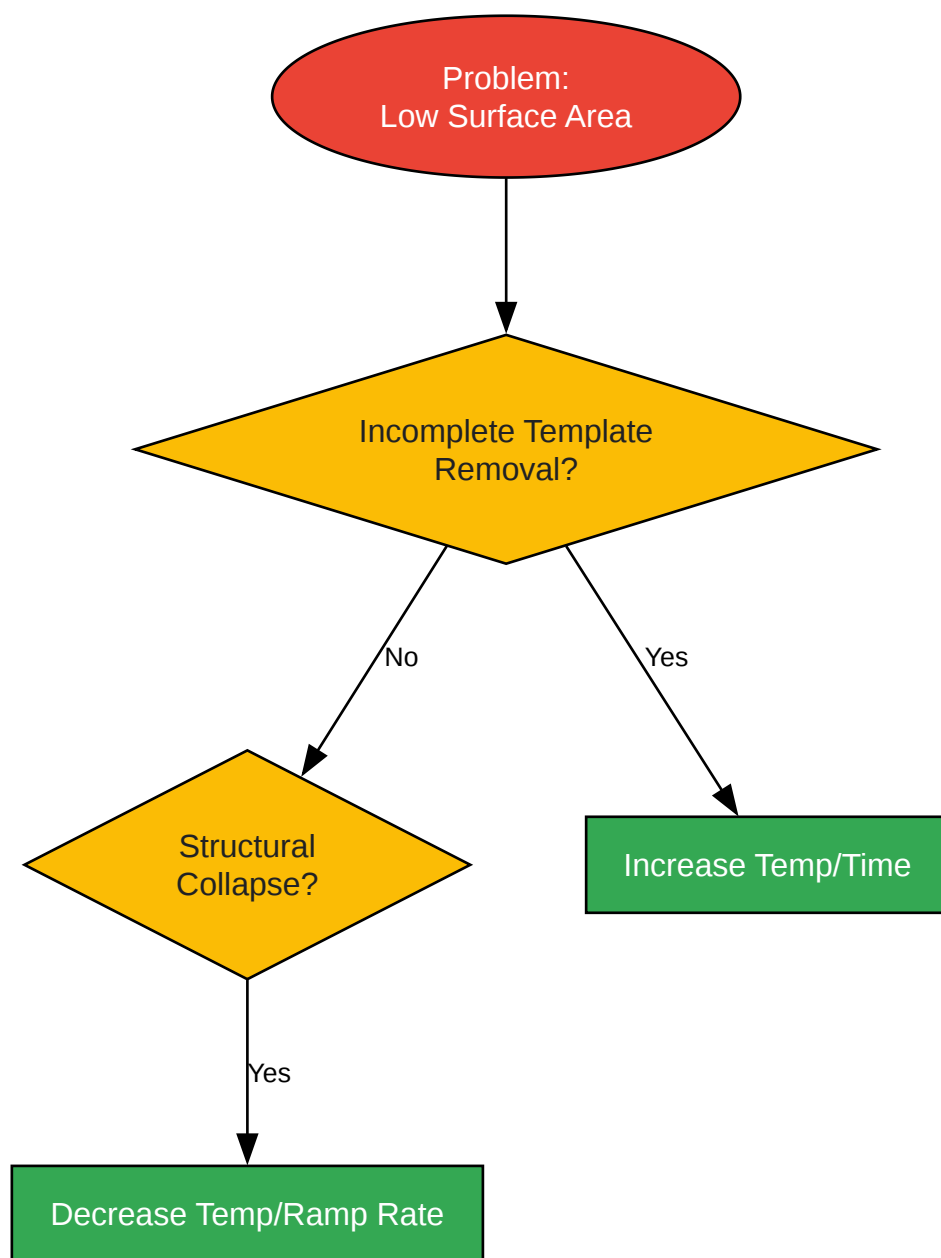 Problem:
Low Surface Area
Incomplete Template
Removal?
No
Yes
Structural
Collapse?
Increase Temp/Time
Yes
Decrease Temp/Ramp Rate